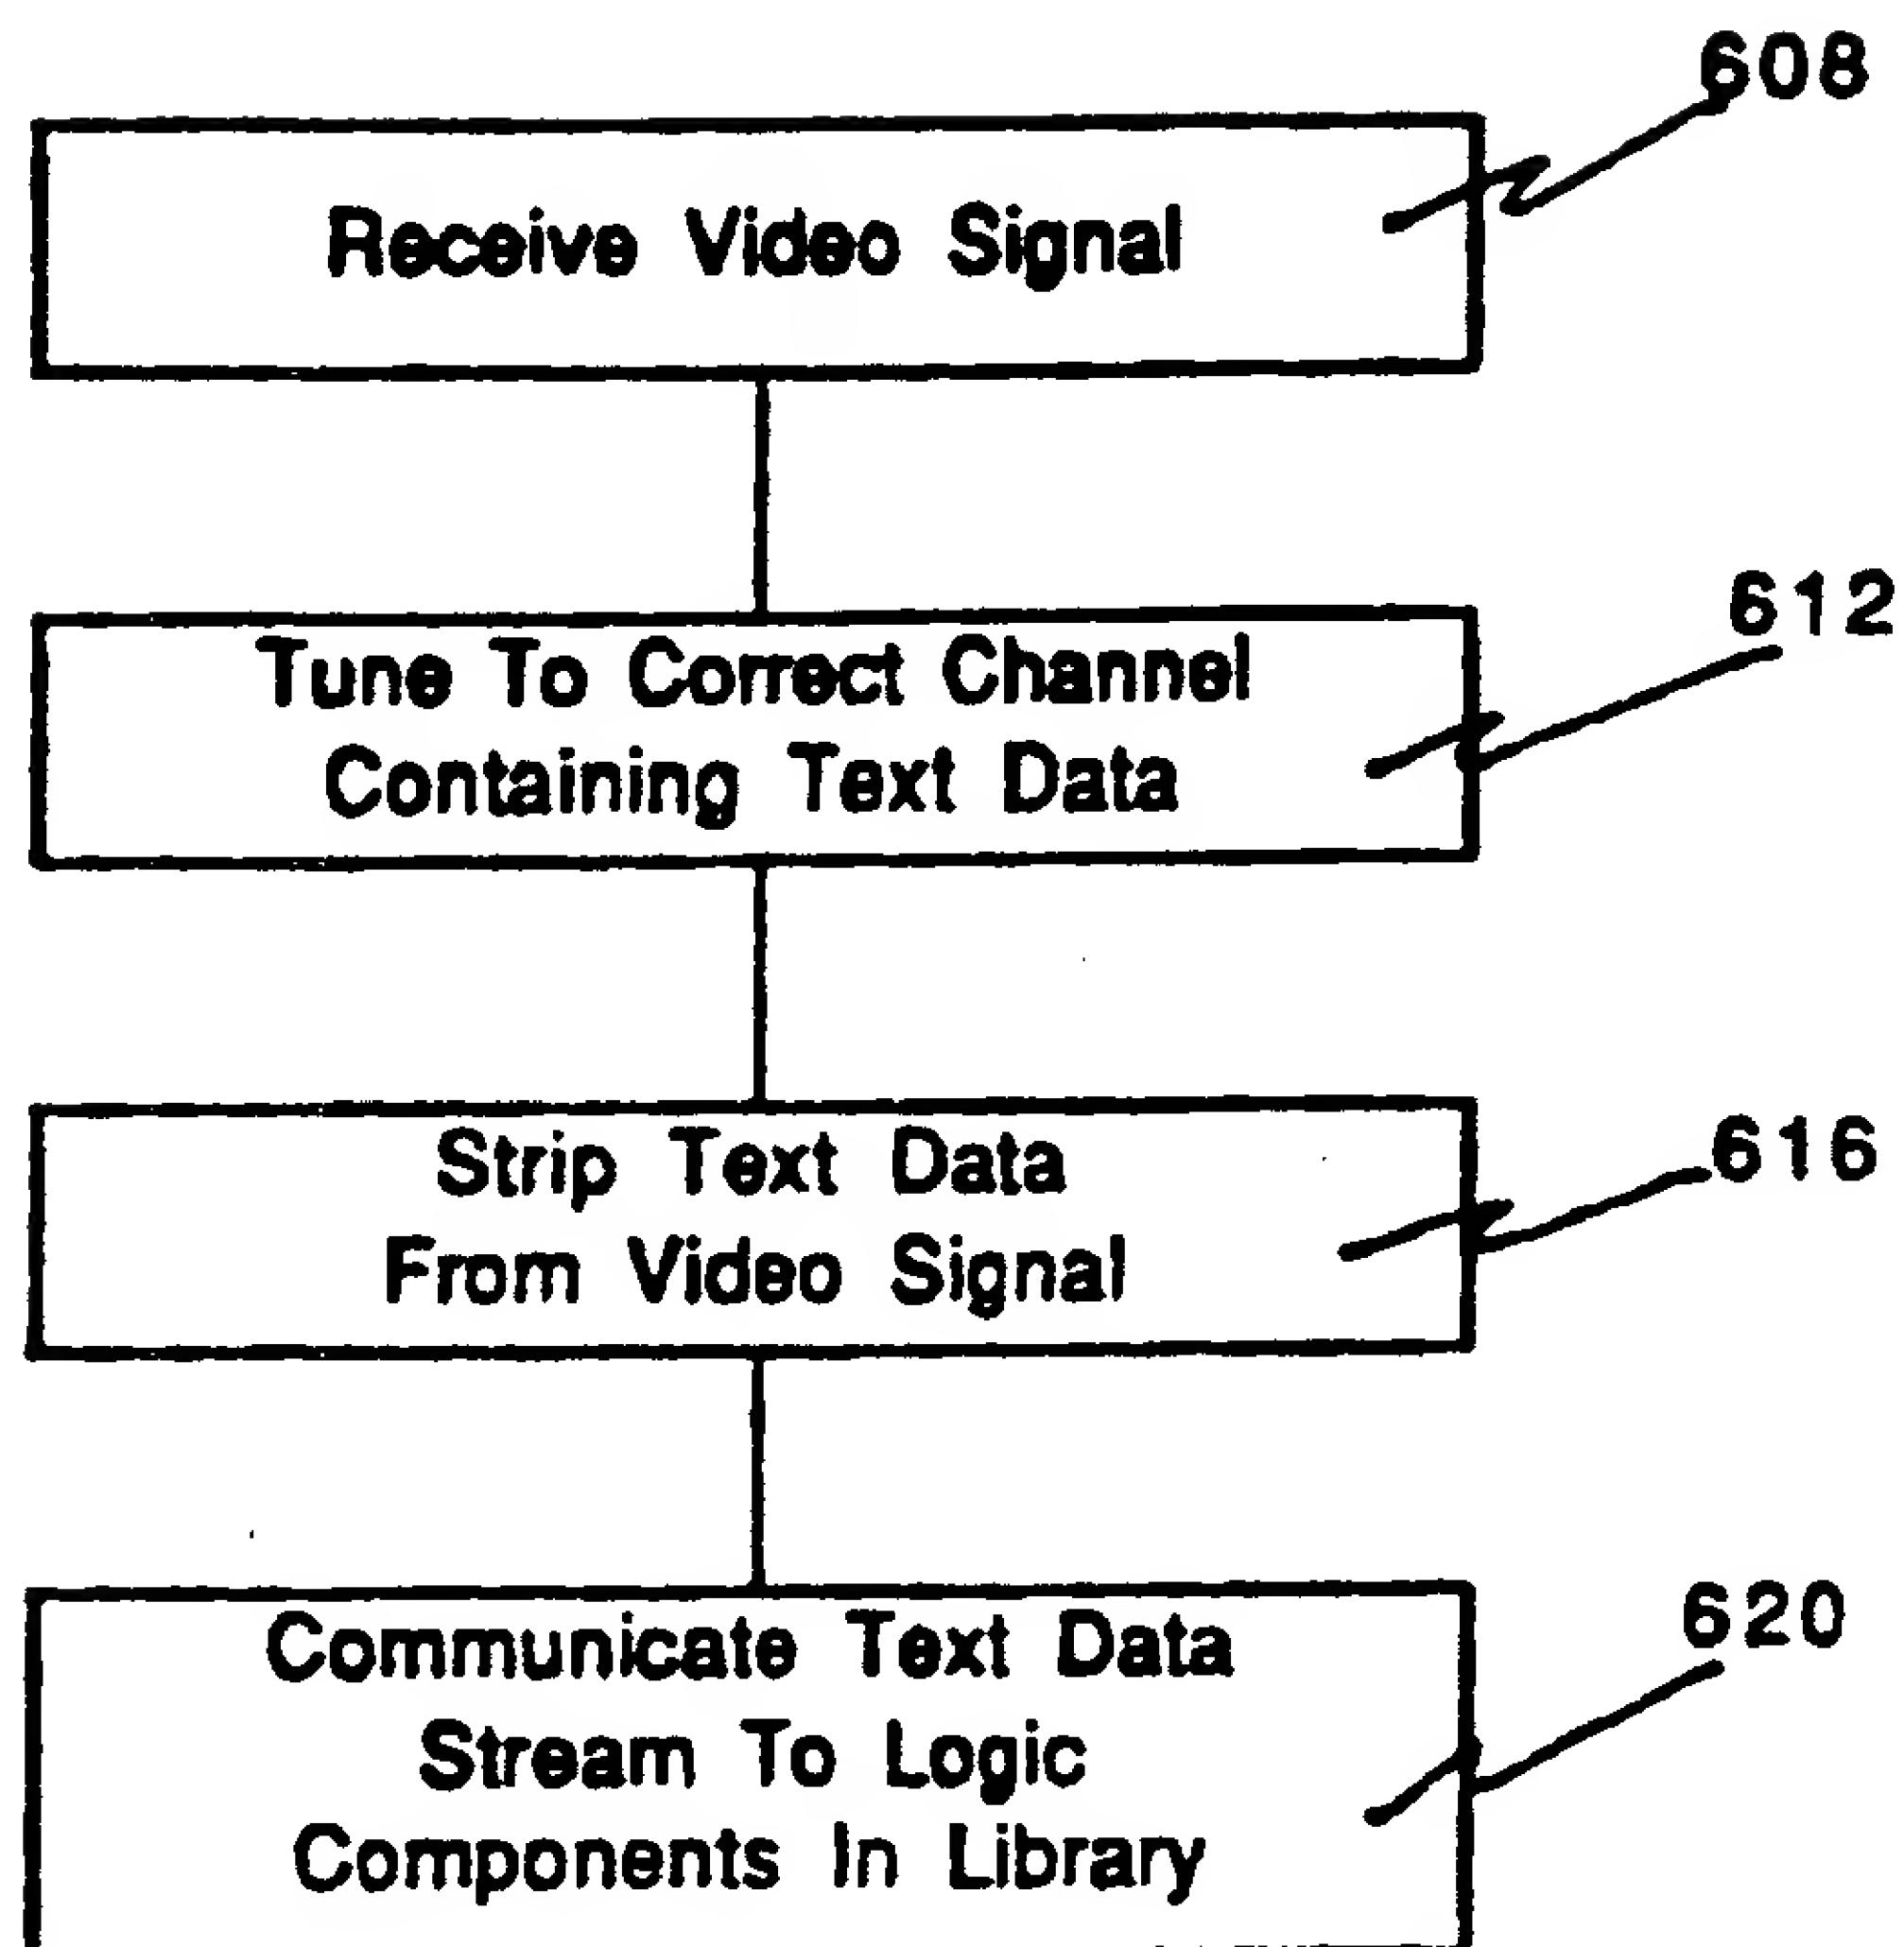 608
Receive Video Signal
612
Tune To Correct Channel
Containing Text Data
616
Strip Text Data
From Video Signal
620
Communicate Text Data
Stream To Logic
Components In Library